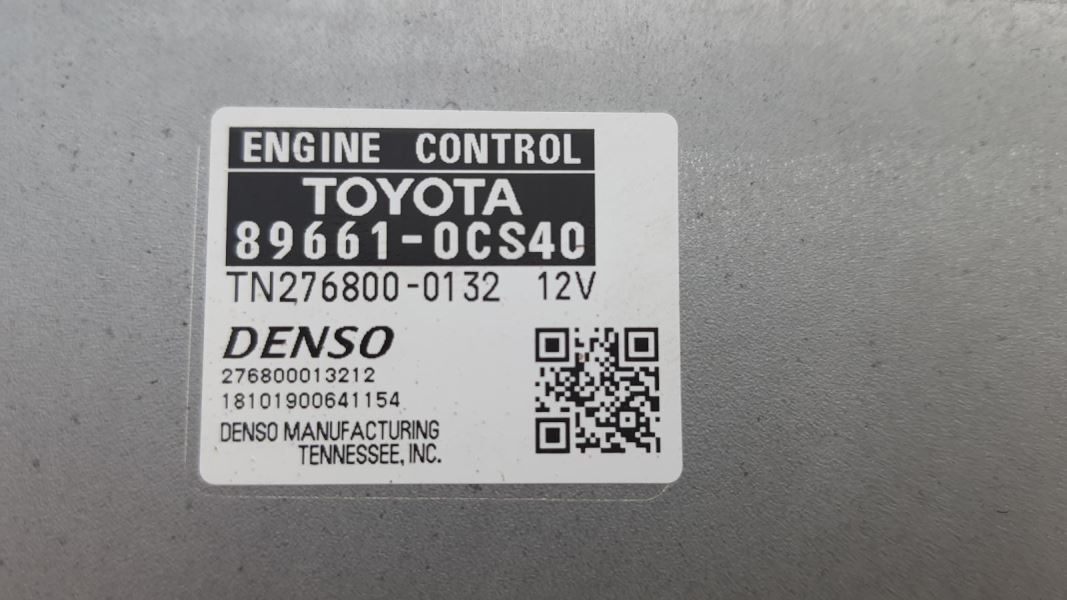 ENGINE CONTROL
TOYOTA
89661-0CS40
TN276800-0132 12V
DENSO
276800013212
18101900641154
DENSO MANUFACTURING
TENNESSEE, INC.